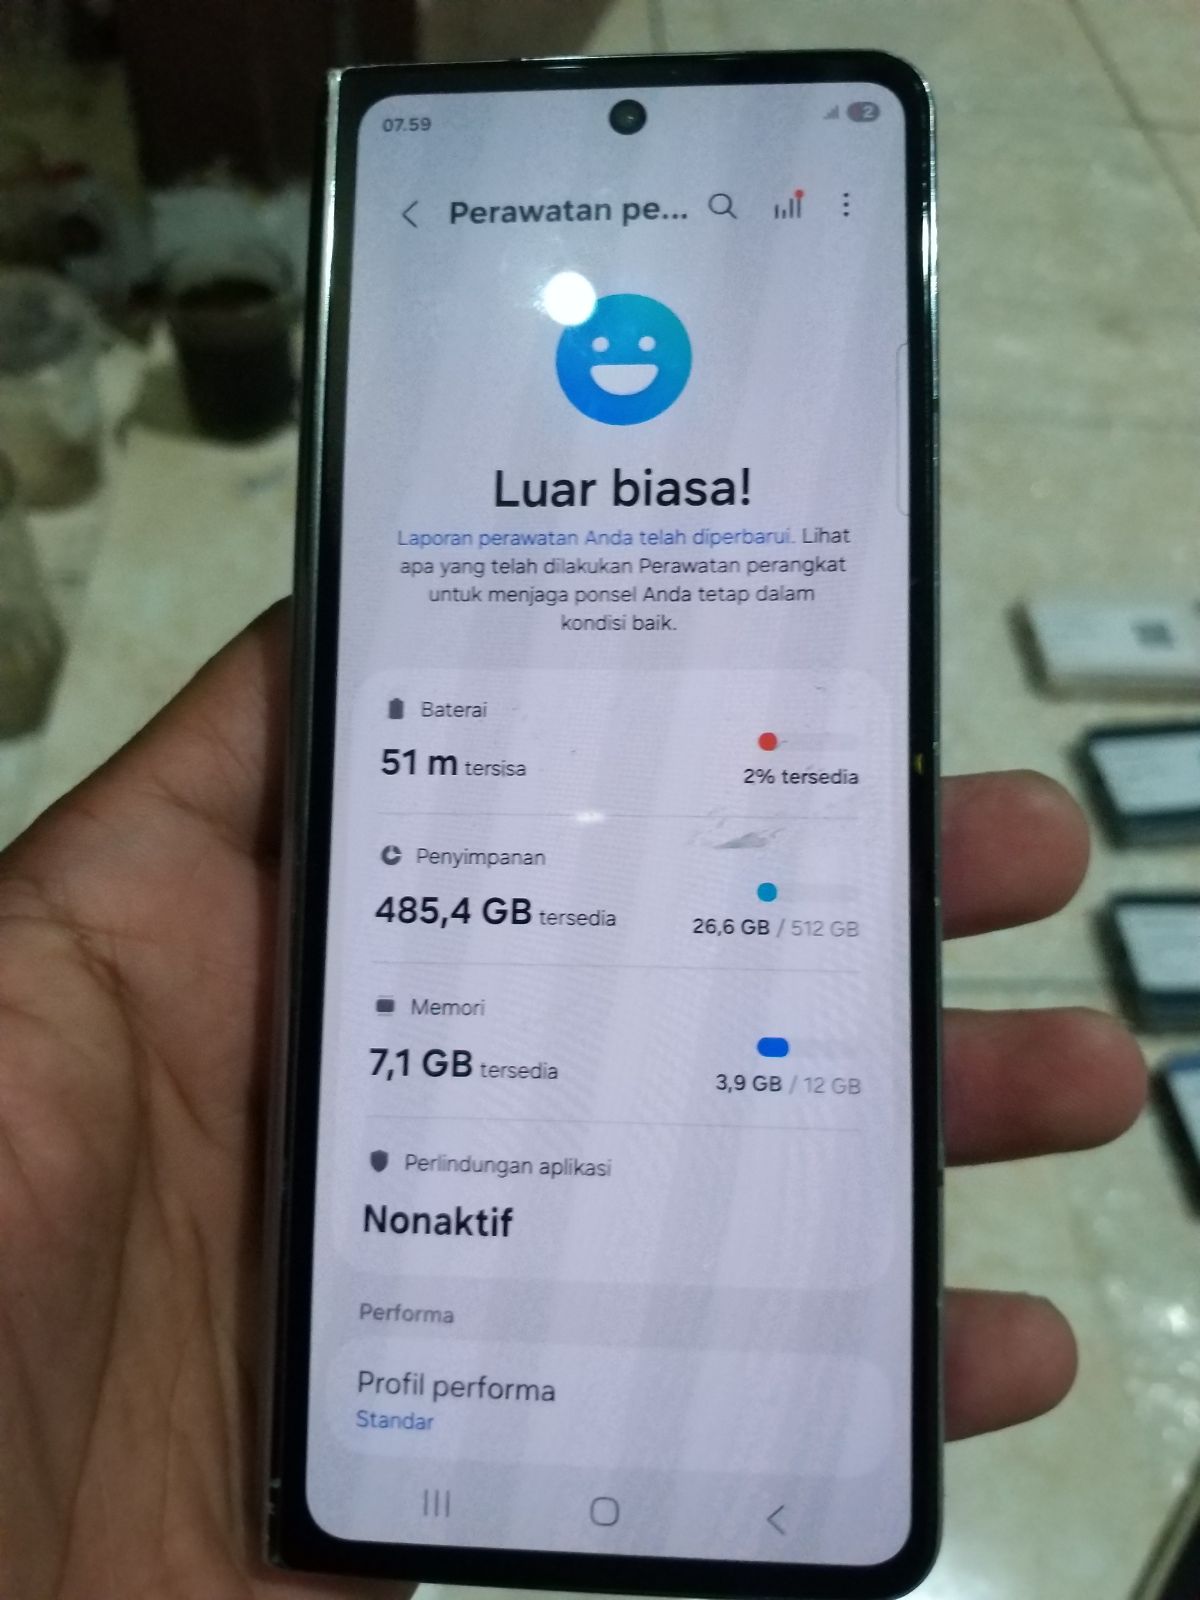 07.59
2
Perawatan pe...
Luar biasa!
Laporan perawatan Anda telah diperbarui. Lihat
apa yang telah dilakukan Perawatan perangkat
untuk menjaga ponsel Anda tetap dalam
kondisi baik.
Baterai
51 m tersisa
2% tersedia
Penyimpanan
485,4 GB tersedia
26,6 GB / 512 GB
Memori
7,1 GB tersedia
3,9 GB / 12 GB
Perlindungan aplikasi
Nonaktif
Performa
Profil performa
Standar